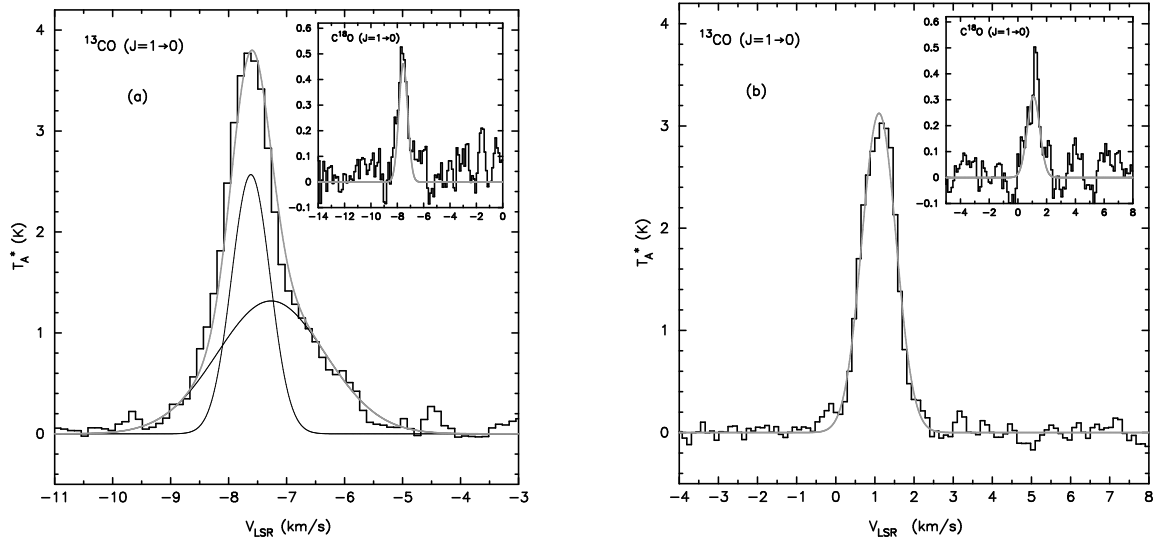 ¹³CO (J=1→0)
(a)
C¹⁸O (J=1→0)
0.6
0.5
0.4
0.3
0.2
0.1
0
−0.1
−14 −12 −10 −8 −6 −4 −2 0
4
3
2
1
0
T_A* (K)
−11 −10 −9 −8 −7 −6 −5 −4 −3
V_LSR (km/s)
¹³CO (J=1→0)
(b)
C¹⁸O (J=1→0)
0.6
0.5
0.4
0.3
0.2
0.1
0
−0.1
−4 −2 0 2 4 6 8
4
3
2
1
0
T_A* (K)
−4 −3 −2 −1 0 1 2 3 4 5 6 7 8
V_LSR (km/s)